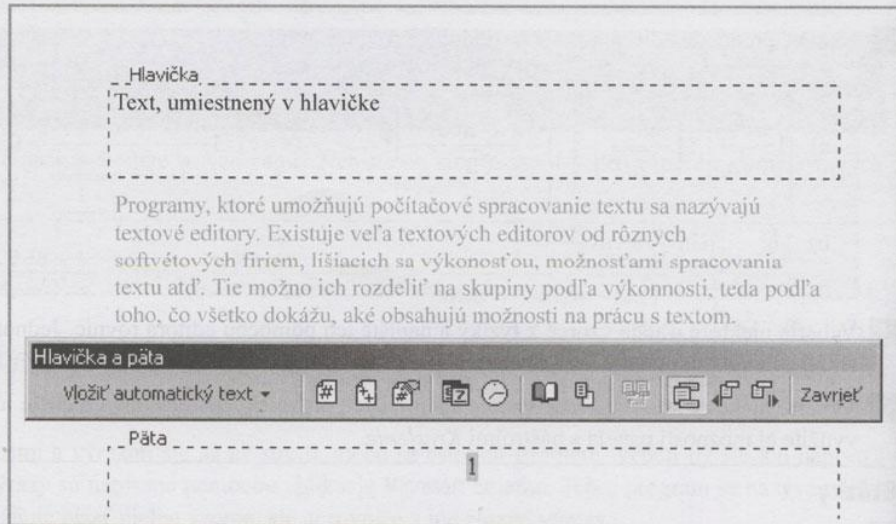 Hlavička
Text, umiestnený v hlavičke
Programy, ktoré umožňujú počítačové spracovanie textu sa nazývajú
textové editory. Existuje veľa textových editorov od rôznych
softvétových firiem, líšiacich sa výkonosťou, možnosťami spracovania
textu atď. Tie možno ich rozdeliť na skupiny podľa výkonnosti, teda podľa
toho, čo všetko dokážu, aké obsahujú možnosti na prácu s textom.
Hlavička a päta
Vložiť automatický text
Zavrieť
Päta
1